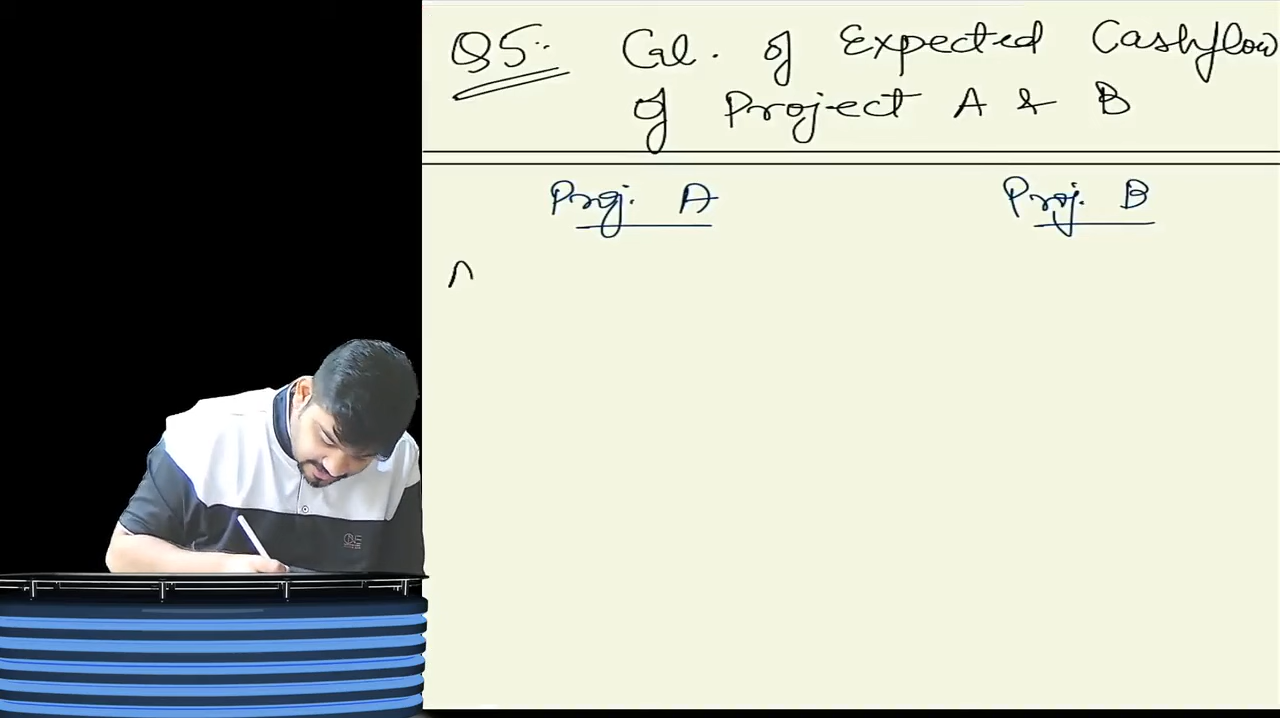 Q5:- Cal. of Expected Cashflow
of Project A & B
Proj. A Proj. B